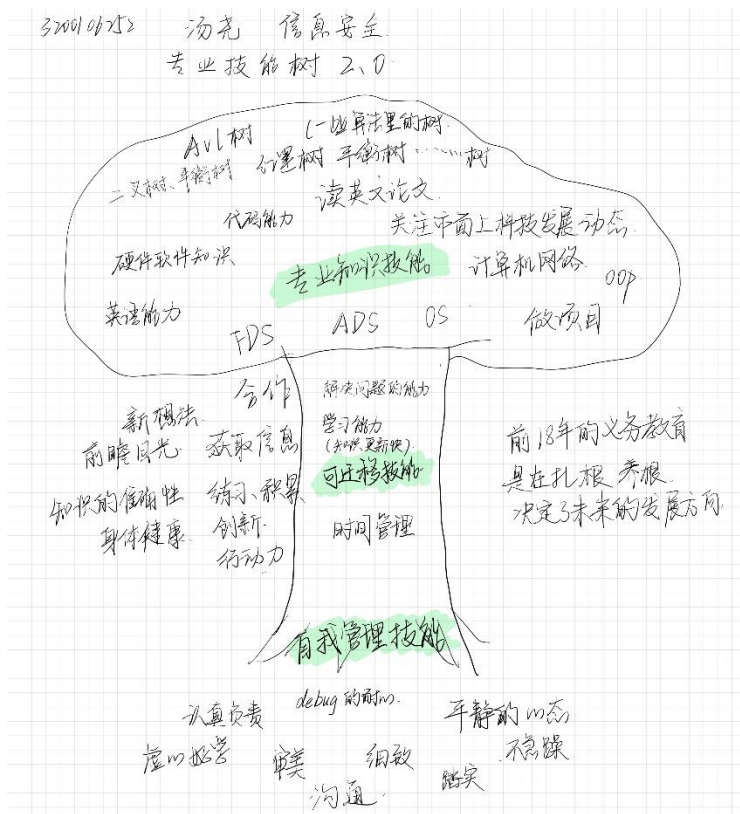 3200106252 汤尧 信息安全
专业技能树 2.0
Avl树 (一些算法里的树
二叉树、平衡树 台译树 平衡树 ……树
读英文论文
代码能力 关注市面上科技发展动态
硬件软件知识 专业知识技能 计算机网络 OOP
英语能力 FDS ADS OS 做项目
合作 解决问题的能力
新想法 学习能力
前瞻目光 获取信息 (知识更新快) 前18年的义务教育
可迁移技能 是在扎根 养根
知识的准确性 练习、积累 决定了未来的发展方向
身体健康 创新 时间管理
行动力
自我管理技能
认真负责 debug的耐心 平静的心态
虚心好学 审美 细致 不急躁
沟通 踏实